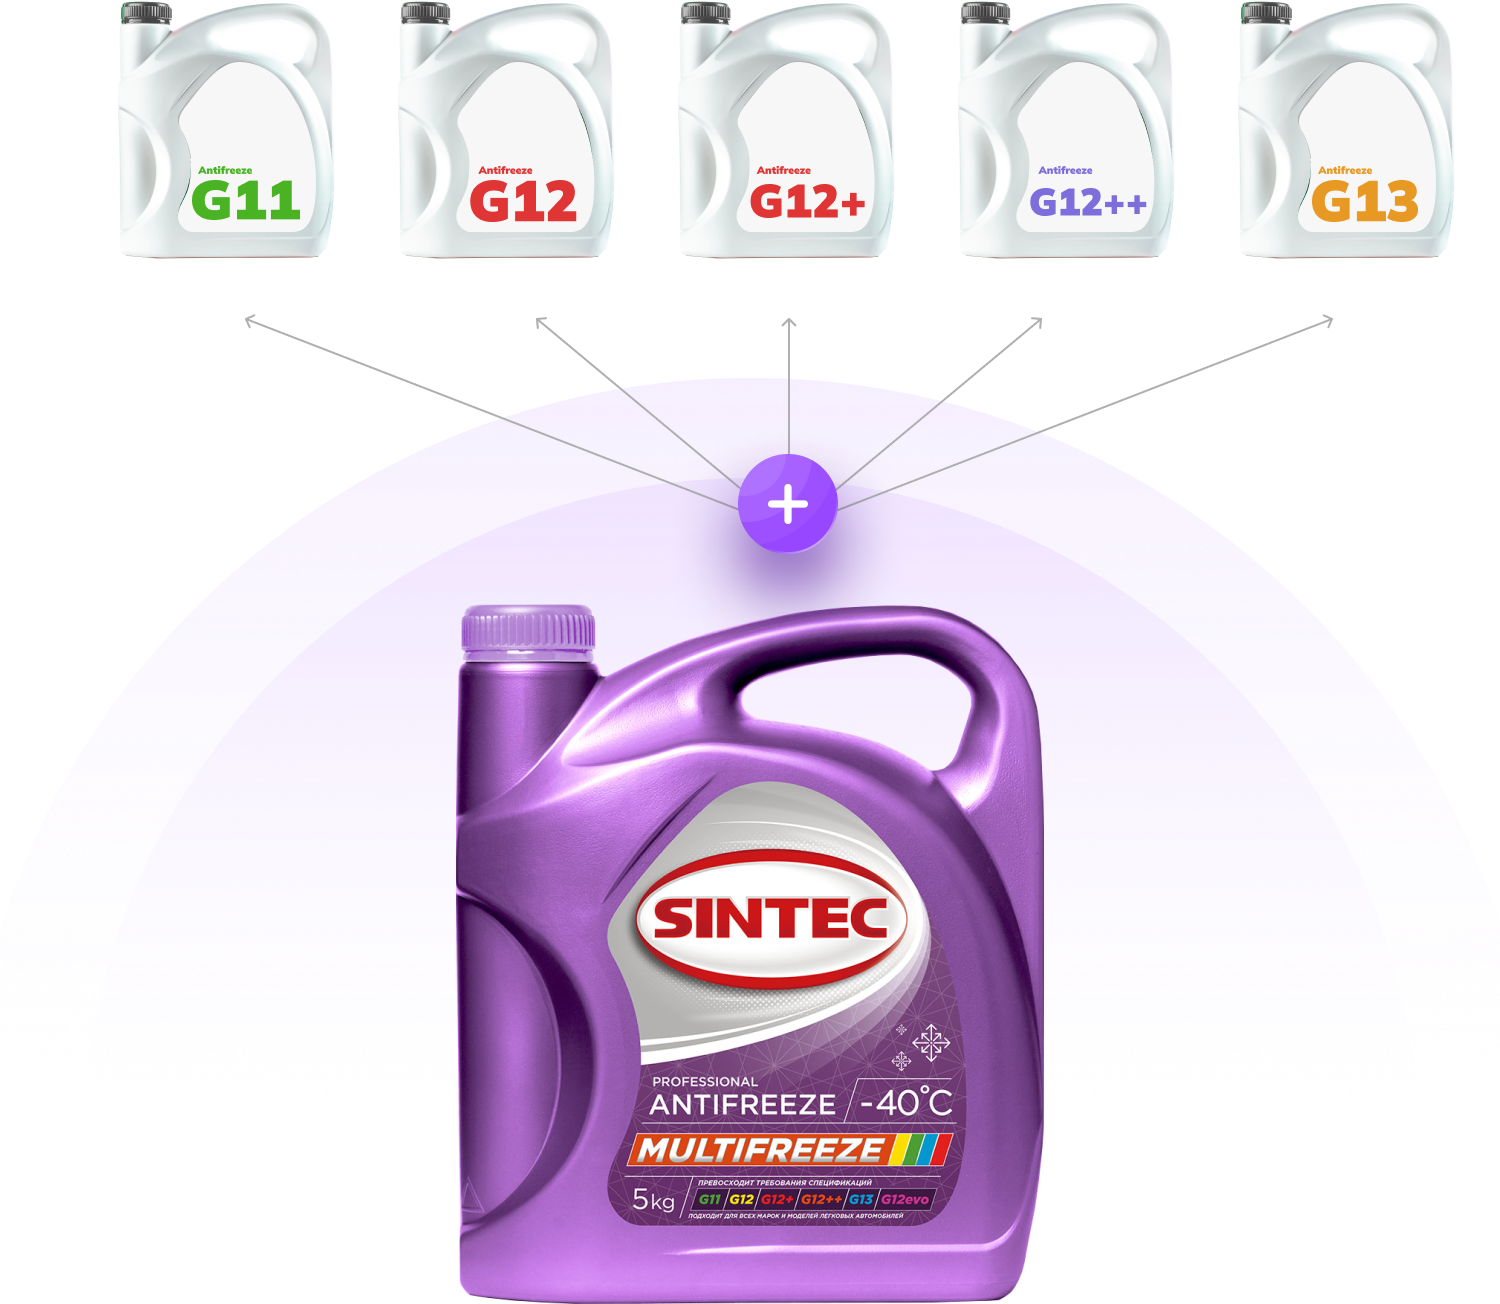 Antifreeze
G11
Antifreeze
G12
Antifreeze
G12+
Antifreeze
G12++
Antifreeze
G13
SINTEC
PROFESSIONAL
ANTIFREEZE -40°C
MULTIFREEZE
ПРЕВОСХОДИТ ТРЕБОВАНИЯ СПЕЦИФИКАЦИЙ
5kg G11 G12 G12+ G12++ G13 G12evo
ПОДХОДИТ ДЛЯ ВСЕХ МАРОК И МОДЕЛЕЙ ЛЕГКОВЫХ АВТОМОБИЛЕЙ